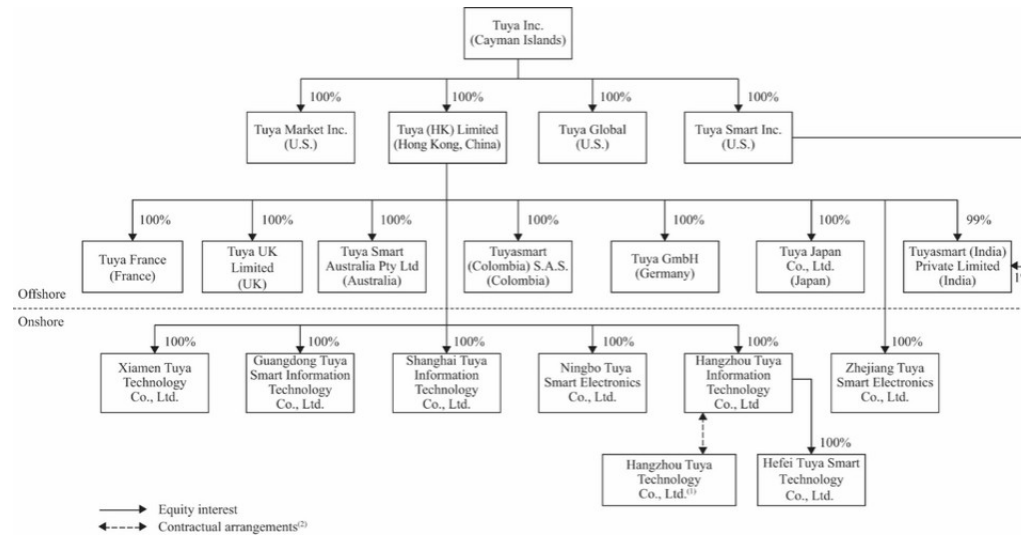 Tuya Inc.
(Cayman Islands)
100%
100%
100%
100%
Tuya Market Inc.
(U.S.)
Tuya (HK) Limited
(Hong Kong, China)
Tuya Global
(U.S.)
Tuya Smart Inc.
(U.S.)
100%
100%
100%
100%
100%
100%
99%
Tuya France
(France)
Tuya UK
Limited
(UK)
Tuya Smart
Australia Pty Ltd
(Australia)
Tuyasmart
(Colombia) S.A.S.
(Colombia)
Tuya GmbH
(Germany)
Tuya Japan
Co., Ltd.
(Japan)
Tuyasmart (India)
Private Limited
(India)
Offshore
Onshore
100%
100%
100%
100%
100%
100%
Xiamen Tuya
Technology
Co., Ltd.
Guangdong Tuya
Smart Information
Technology
Co., Ltd.
Shanghai Tuya
Information
Technology
Co., Ltd.
Ningbo Tuya
Smart Electronics
Co., Ltd.
Hangzhou Tuya
Information
Technology
Co., Ltd
Zhejiang Tuya
Smart Electronics
Co., Ltd.
100%
Hangzhou Tuya
Technology
Co., Ltd.(1)
Hefei Tuya Smart
Technology
Co., Ltd.
Equity interest
Contractual arrangements(2)